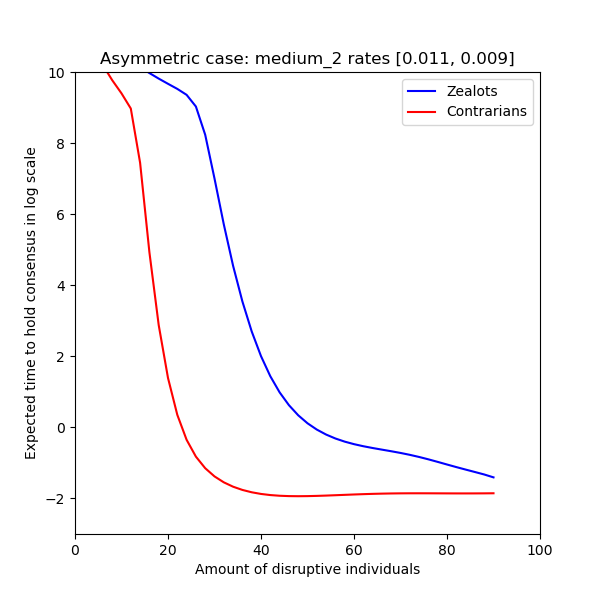 Asymmetric case: medium_2 rates [0.011, 0.009]
Zealots
Contrarians
Expected time to hold consensus in log scale
10
8
6
4
2
0
−2
0 20 40 60 80 100
Amount of disruptive individuals